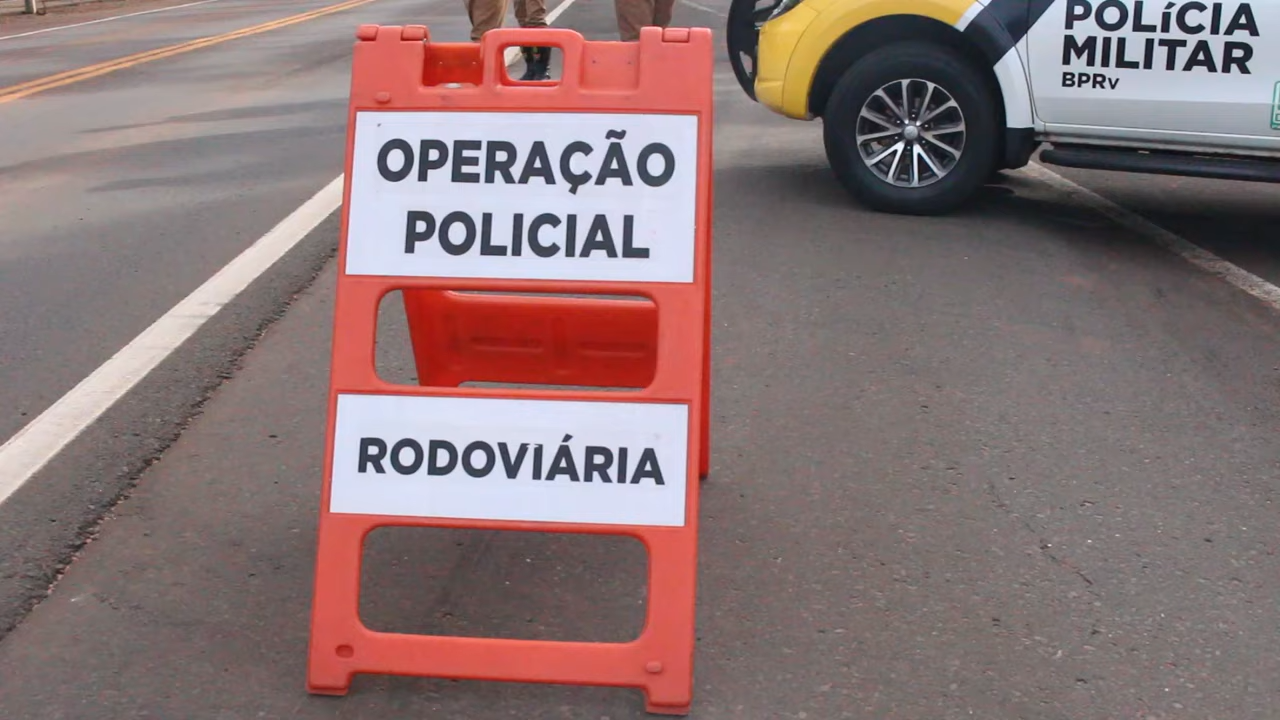 OPERAÇÃO
POLICIAL
RODOVIÁRIA
POLÍCIA
MILITAR
BPRv